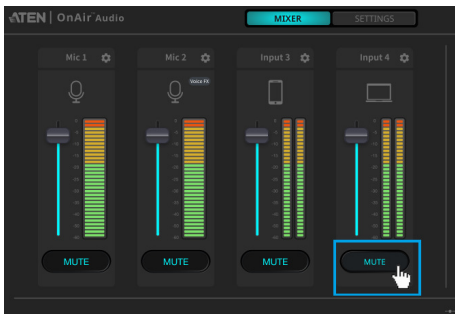 ATEN OnAir Audio
MIXER
SETTINGS
Mic 1
Mic 2
Input 3
Input 4
Voice FX
MUTE
MUTE
MUTE
MUTE